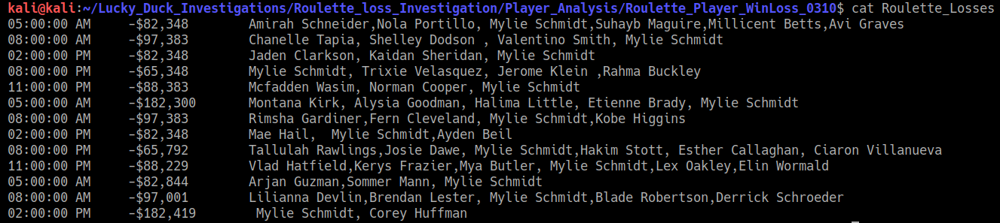 kali@kali:~/Lucky_Duck_Investigations/Roulette_loss_Investigation/Player_Analysis/Roulette_Player_WinLoss_0310$ cat Roulette_Losses
05:00:00 AM     -$82,348        Amirah Schneider,Nola Portillo, Mylie Schmidt,Suhayb Maguire,Millicent Betts,Avi Graves
08:00:00 AM     -$97,383        Chanelle Tapia, Shelley Dodson , Valentino Smith, Mylie Schmidt
02:00:00 PM     -$82,348        Jaden Clarkson, Kaidan Sheridan, Mylie Schmidt
08:00:00 PM     -$65,348        Mylie Schmidt, Trixie Velasquez, Jerome Klein ,Rahma Buckley
11:00:00 PM     -$88,383        Mcfadden Wasim, Norman Cooper, Mylie Schmidt
05:00:00 AM     -$182,300       Montana Kirk, Alysia Goodman, Halima Little, Etienne Brady, Mylie Schmidt
08:00:00 AM     -$97,383        Rimsha Gardiner,Fern Cleveland, Mylie Schmidt,Kobe Higgins
02:00:00 PM     -$82,348        Mae Hail,  Mylie Schmidt,Ayden Beil
08:00:00 PM     -$65,792        Tallulah Rawlings,Josie Dawe, Mylie Schmidt,Hakim Stott, Esther Callaghan, Ciaron Villanueva
11:00:00 PM     -$88,229        Vlad Hatfield,Kerys Frazier,Mya Butler, Mylie Schmidt,Lex Oakley,Elin Wormald
05:00:00 AM     -$82,844        Arjan Guzman,Sommer Mann, Mylie Schmidt
08:00:00 AM     -$97,001        Lilianna Devlin,Brendan Lester, Mylie Schmidt,Blade Robertson,Derrick Schroeder
02:00:00 PM     -$182,419        Mylie Schmidt, Corey Huffman